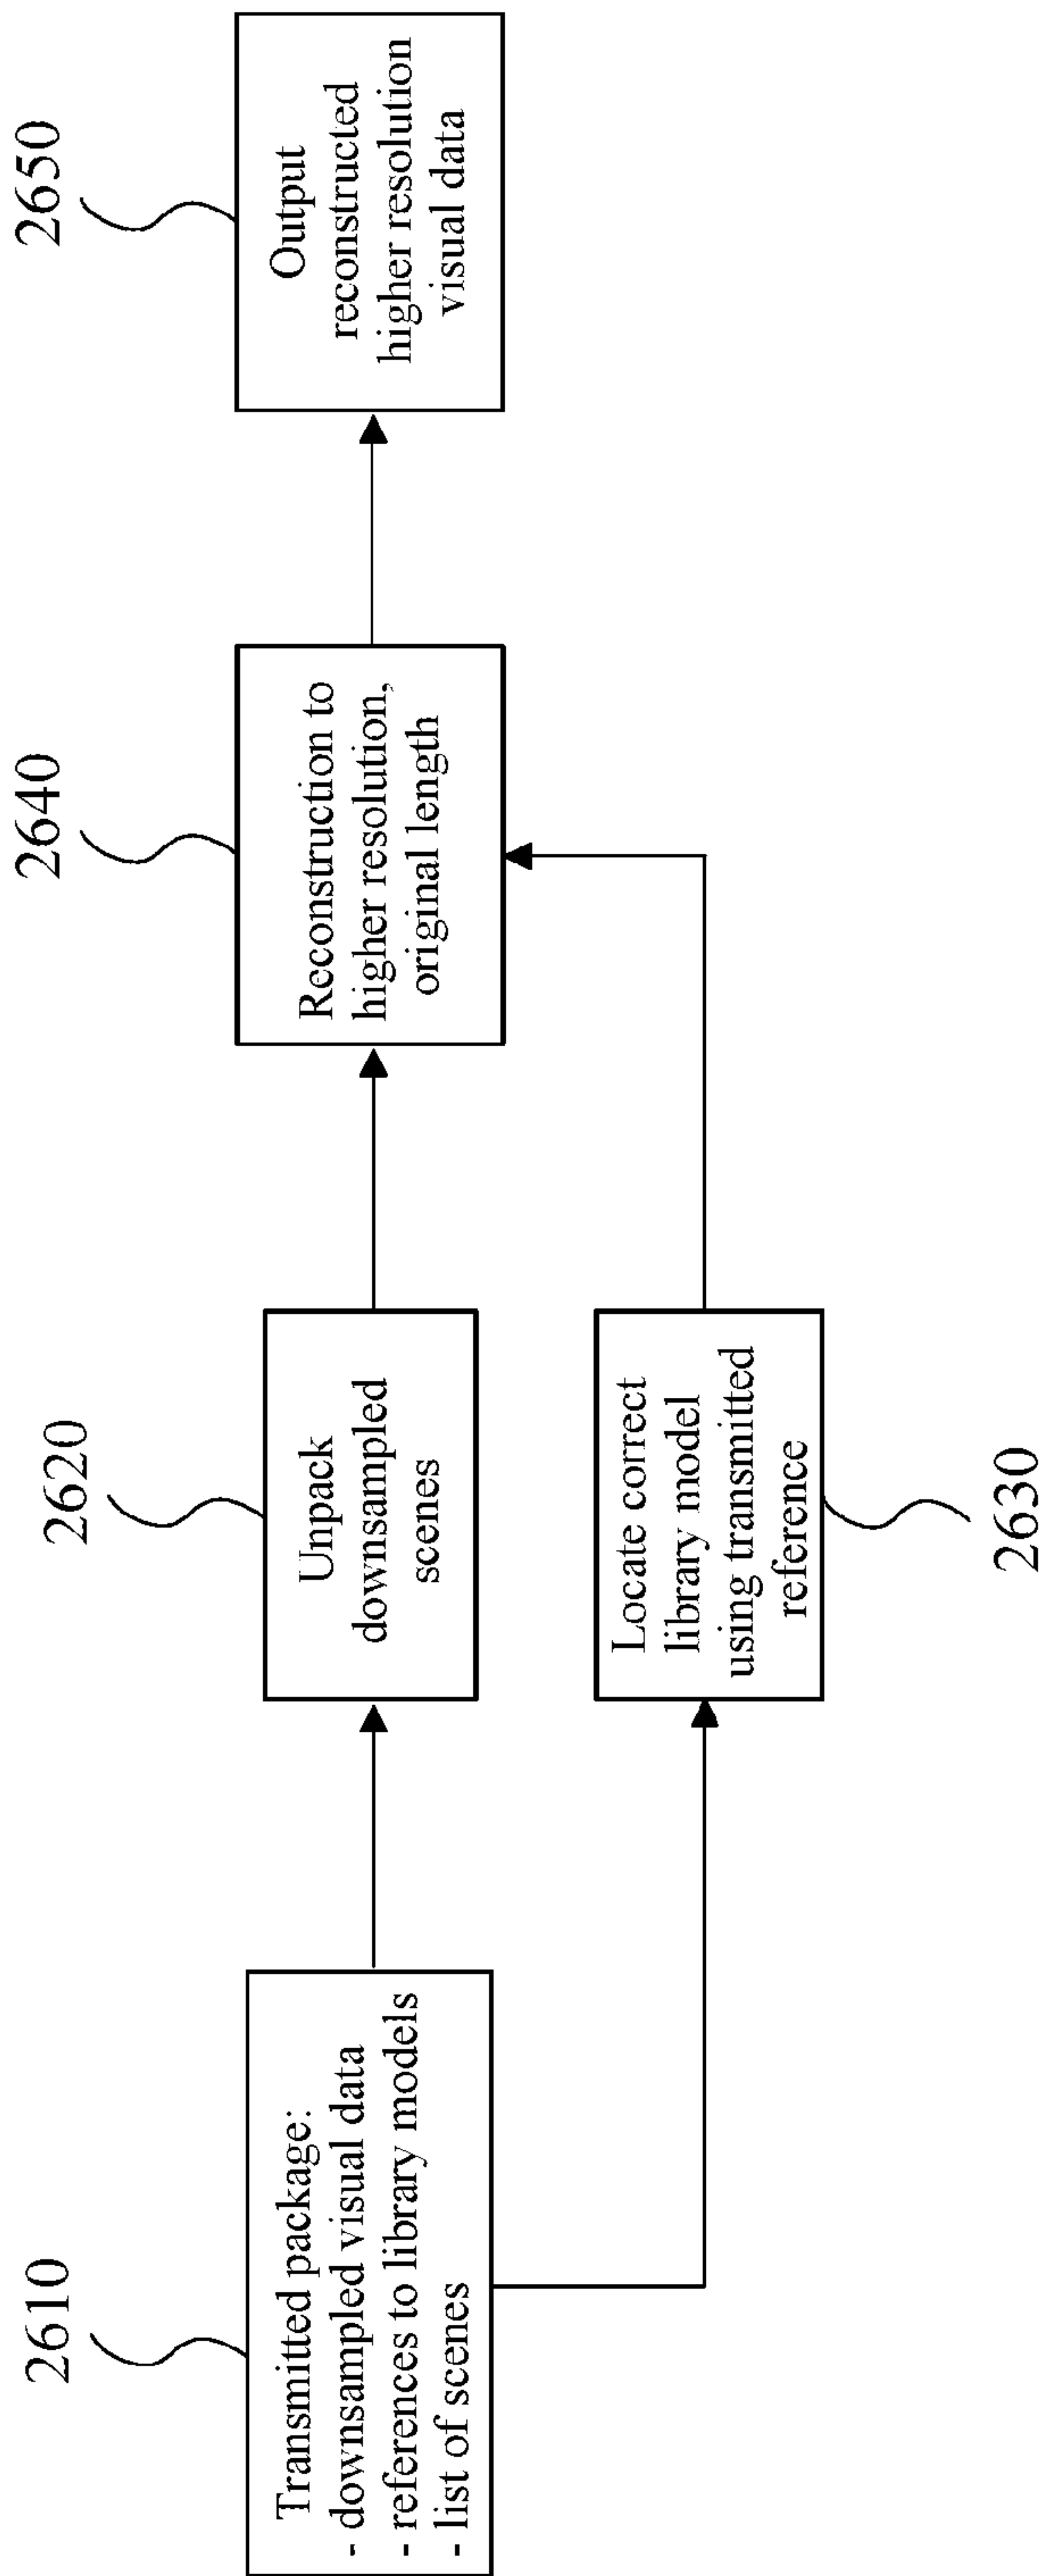 2610
Transmitted package:
- downsampled visual data
- references to library models
- list of scenes
2620
Unpack
downsampled
scenes
Locate correct
library model
using transmitted
reference
2630
2640
Reconstruction to
higher resolution,
original length
2650
Output
reconstructed
higher resolution
visual data